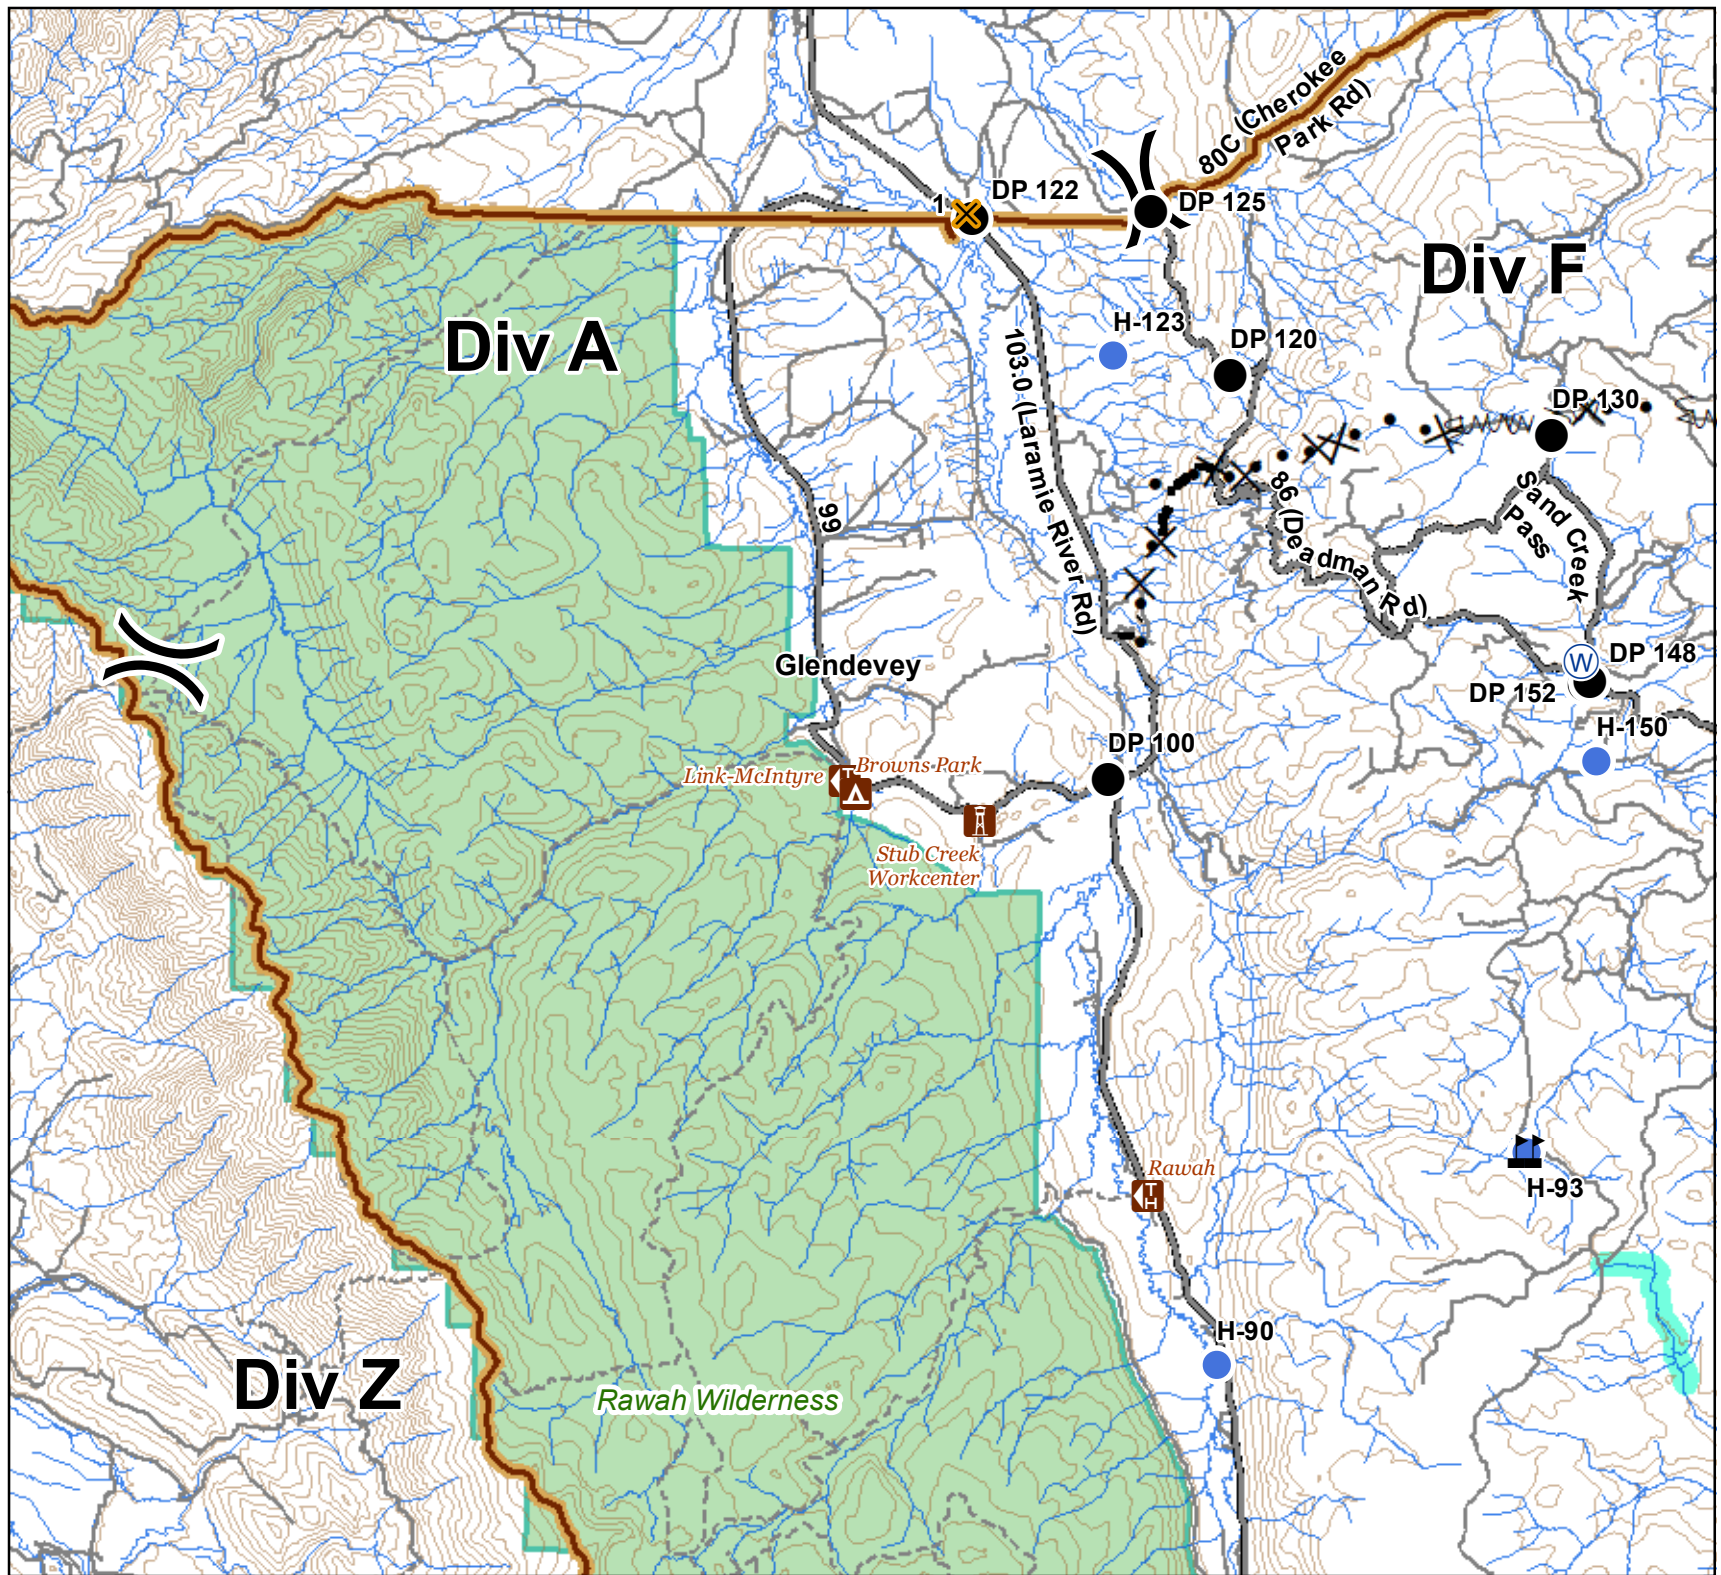 80C (Cherokee
Park Rd)
1
DP 122
DP 125
Div F
Div A
H-123
DP 120
103.0 (Laramie River Rd)
DP 130
99
86 (Deadman Rd)
Sand Creek
Pass
Glendevey
W
DP 148
DP 152
H-150
DP 100
Link-McIntyre
Browns Park
Stub Creek
Workcenter
Rawah
TH
H-93
H-90
Div Z
Rawah Wilderness